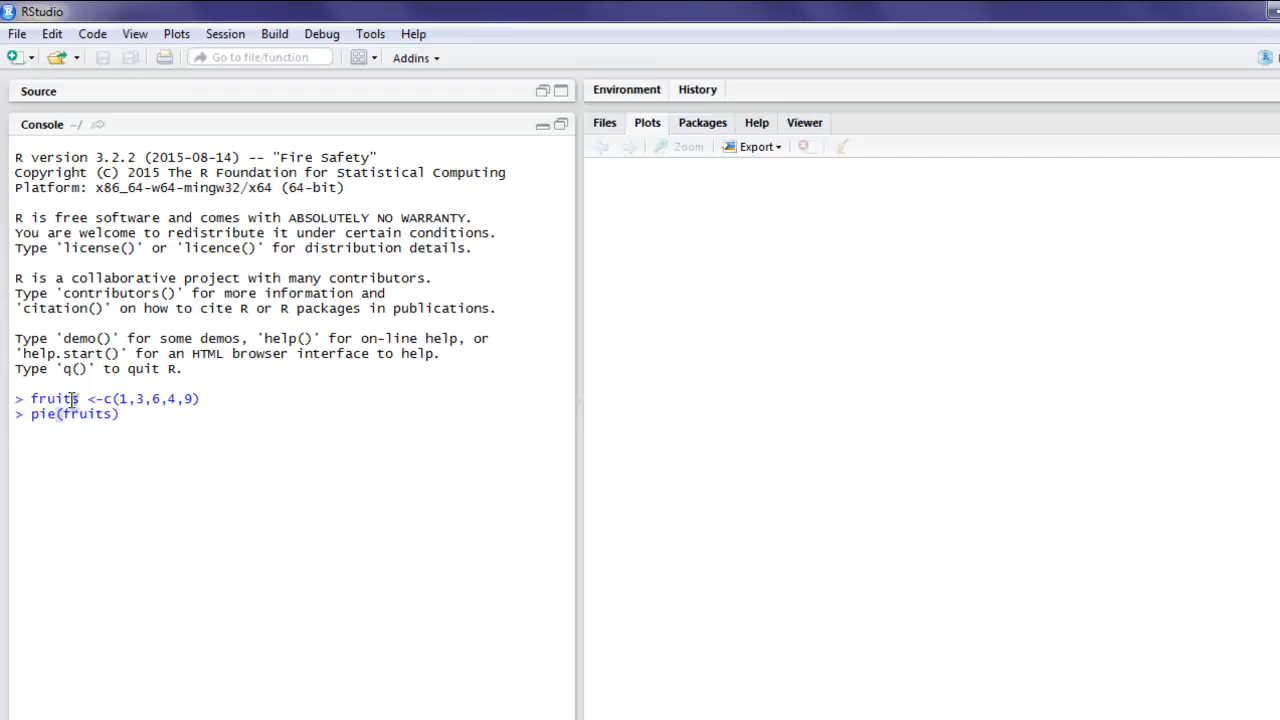 RStudio
File Edit Code View Plots Session Build Debug Tools Help
Go to file/function Addins
Source
Console ~/
R version 3.2.2 (2015-08-14) -- "Fire Safety"
Copyright (C) 2015 The R Foundation for Statistical Computing
Platform: x86_64-w64-mingw32/x64 (64-bit)
R is free software and comes with ABSOLUTELY NO WARRANTY.
You are welcome to redistribute it under certain conditions.
Type 'license()' or 'licence()' for distribution details.
R is a collaborative project with many contributors.
Type 'contributors()' for more information and
'citation()' on how to cite R or R packages in publications.
Type 'demo()' for some demos, 'help()' for on-line help, or
'help.start()' for an HTML browser interface to help.
Type 'q()' to quit R.
> fruits <-c(1,3,6,4,9)
> pie(fruits)
Environment History
Files Plots Packages Help Viewer
Zoom Export